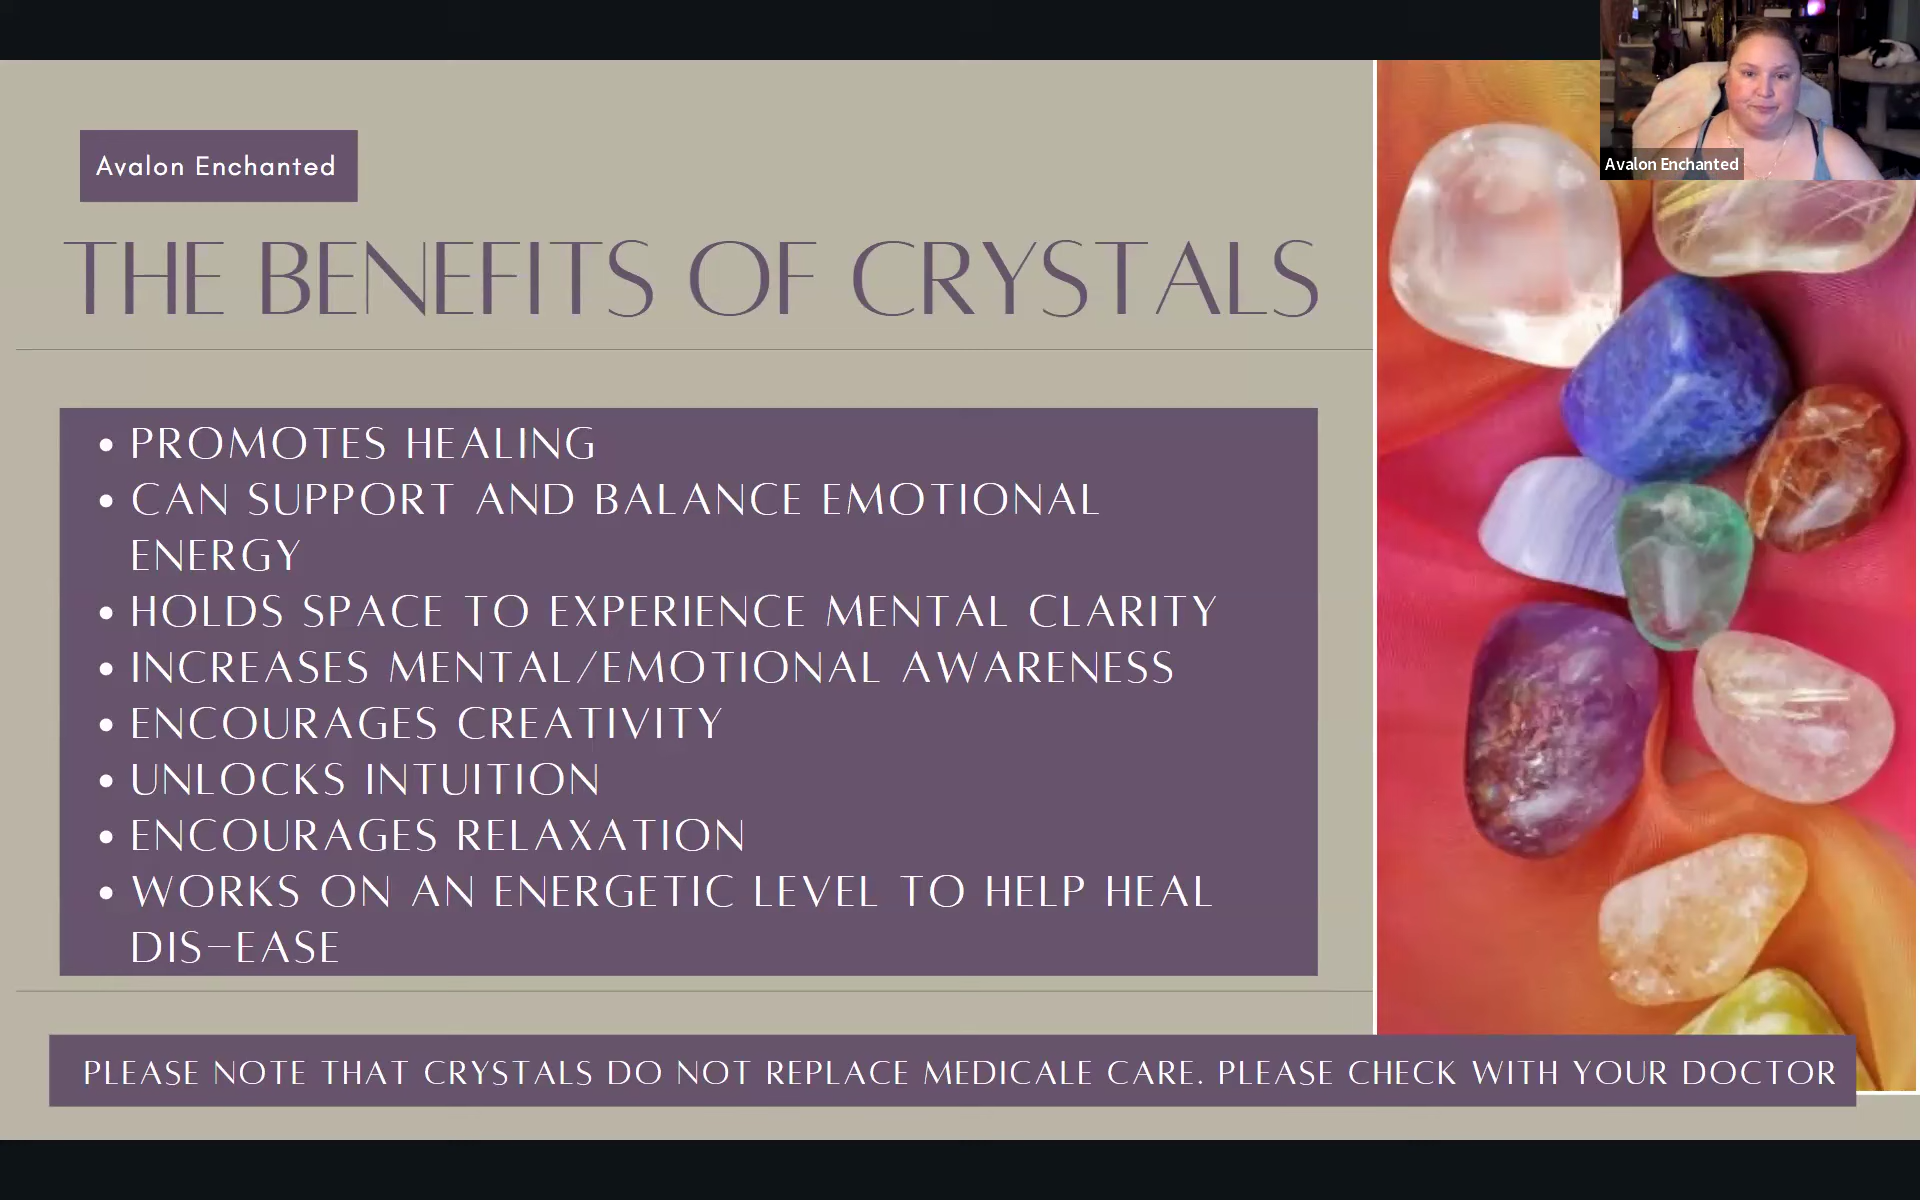 Avalon Enchanted
Avalon Enchanted
THE BENEFITS OF CRYSTALS
• PROMOTES HEALING
• CAN SUPPORT AND BALANCE EMOTIONAL
ENERGY
• HOLDS SPACE TO EXPERIENCE MENTAL CLARITY
• INCREASES MENTAL/EMOTIONAL AWARENESS
• ENCOURAGES CREATIVITY
• UNLOCKS INTUITION
• ENCOURAGES RELAXATION
• WORKS ON AN ENERGETIC LEVEL TO HELP HEAL
DIS-EASE
PLEASE NOTE THAT CRYSTALS DO NOT REPLACE MEDICALE CARE. PLEASE CHECK WITH YOUR DOCTOR